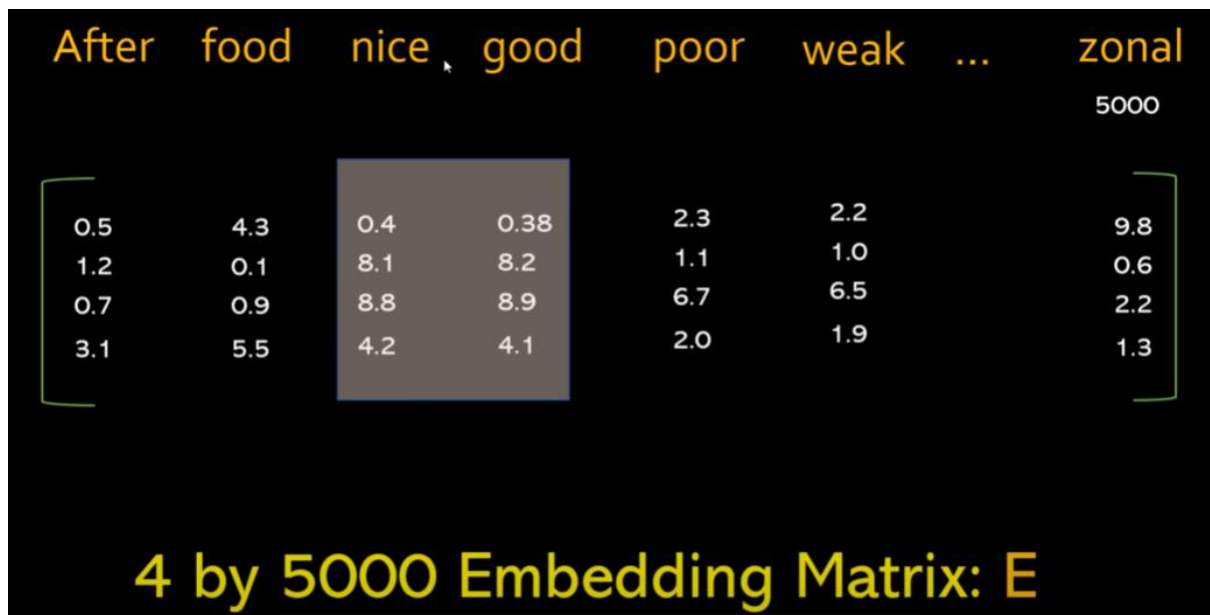 After food nice good poor weak ... zonal
5000
0.5 4.3 0.4 0.38 2.3 2.2 9.8
1.2 0.1 8.1 8.2 1.1 1.0 0.6
0.7 0.9 8.8 8.9 6.7 6.5 2.2
3.1 5.5 4.2 4.1 2.0 1.9 1.3
4 by 5000 Embedding Matrix: E